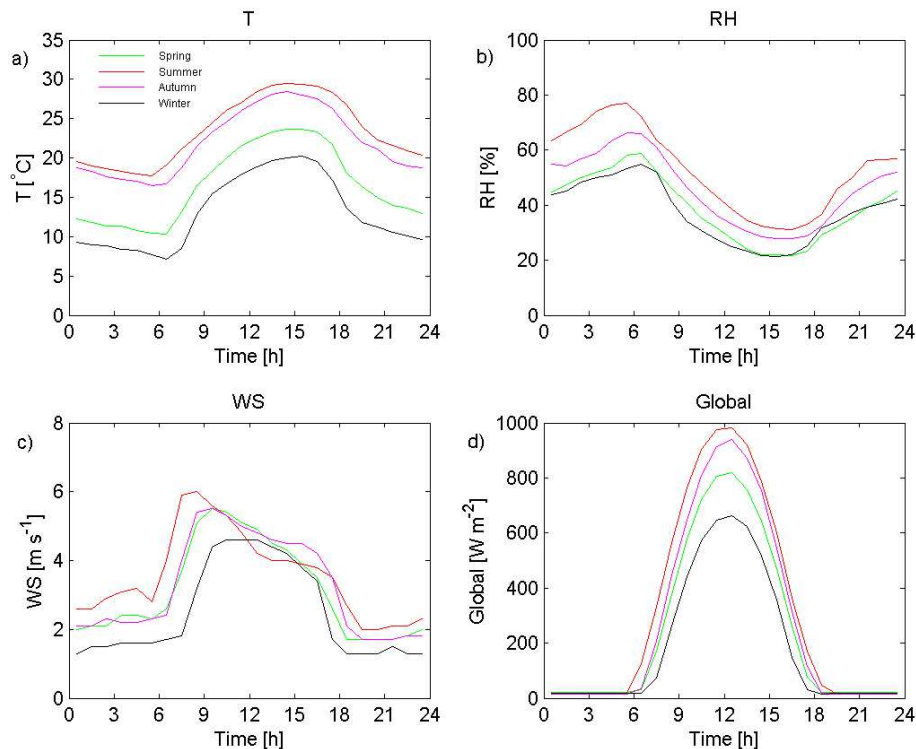 T
a)
T [°C]
35
30
25
20
15
10
5
0
Spring
Summer
Autumn
Winter
0 3 6 9 12 15 18 21 24
Time [h]
RH
b)
RH [%]
100
80
60
40
20
0
0 3 6 9 12 15 18 21 24
Time [h]
WS
c)
WS [m s⁻¹]
8
6
4
2
0
0 3 6 9 12 15 18 21 24
Time [h]
Global
d)
Global [W m⁻²]
1000
800
600
400
200
0
0 3 6 9 12 15 18 21 24
Time [h]